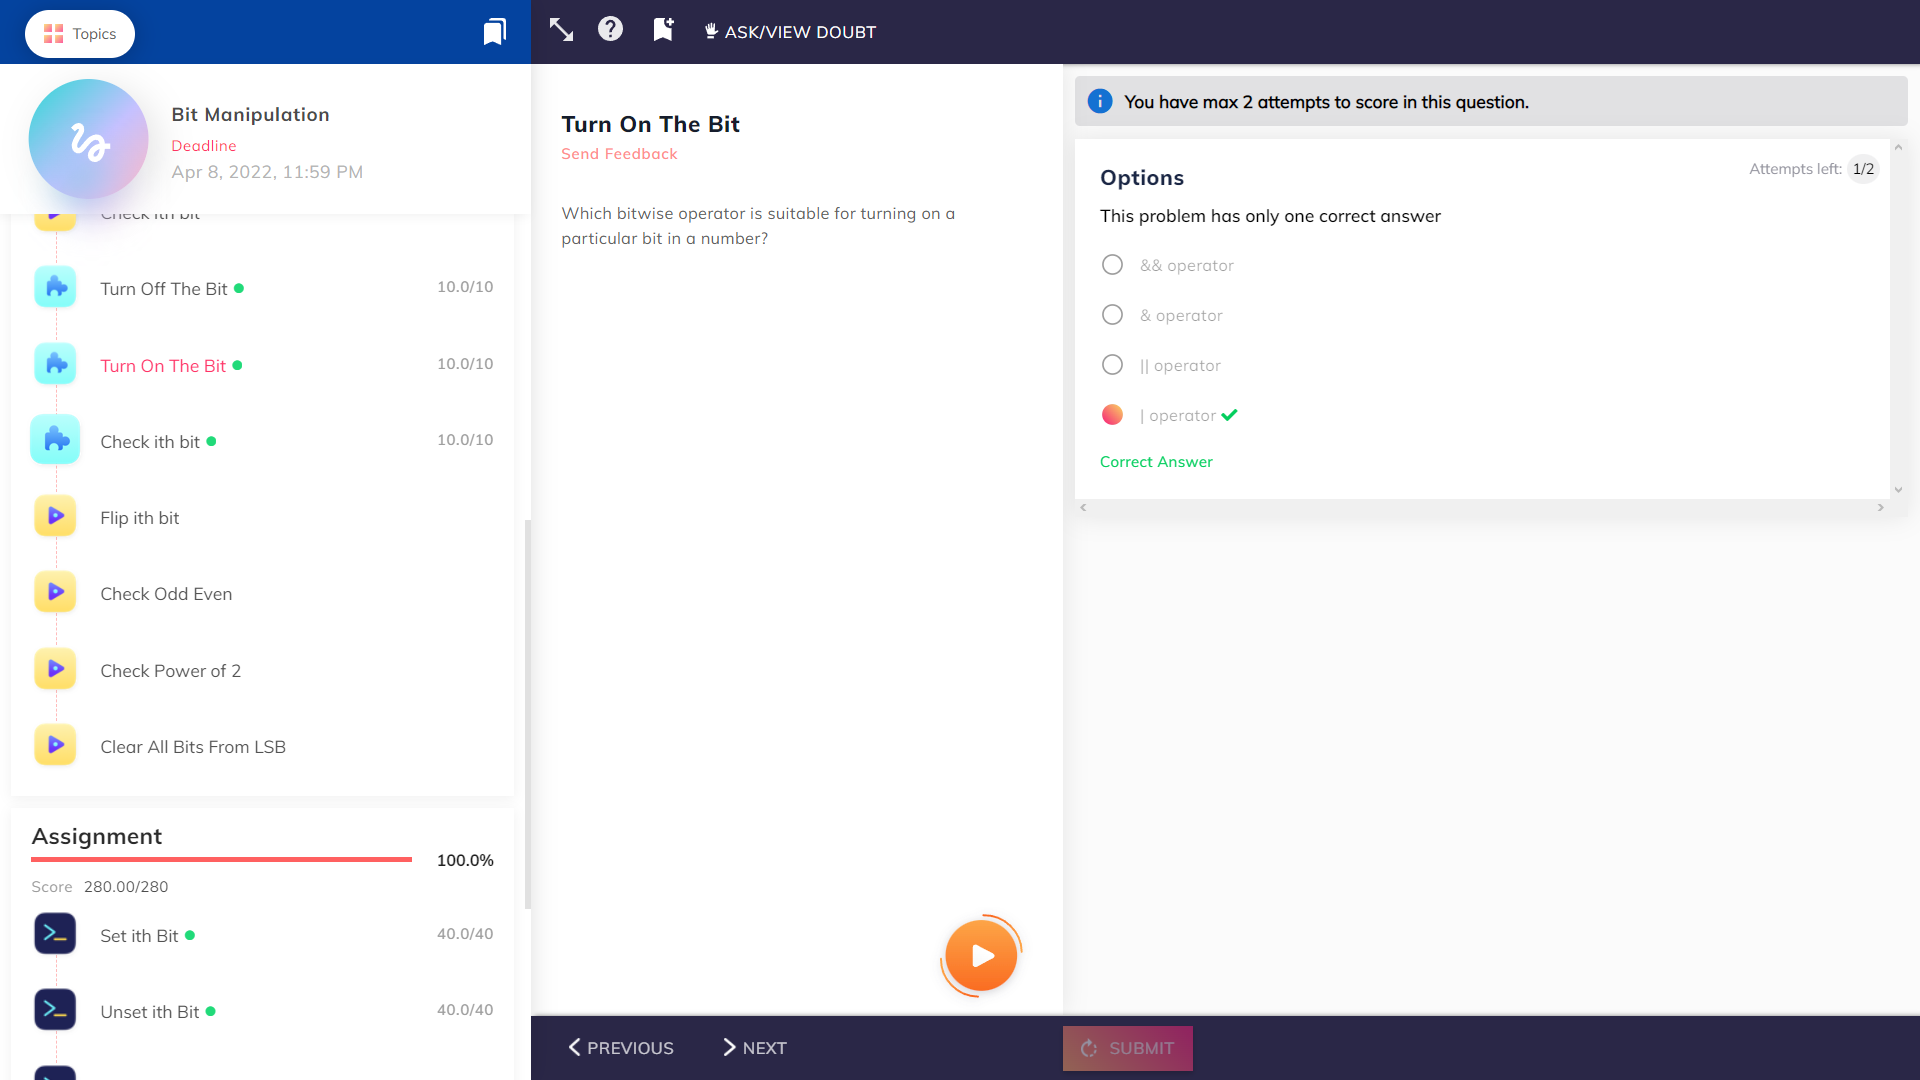 Topics
ASK/VIEW DOUBT
Bit Manipulation
Deadline
Apr 8, 2022, 11:59 PM
Check ith bit
Turn Off The Bit
10.0/10
Turn On The Bit
10.0/10
Check ith bit
10.0/10
Flip ith bit
Check Odd Even
Check Power of 2
Clear All Bits From LSB
Assignment
100.0%
Score 280.00/280
Set ith Bit
40.0/40
Unset ith Bit
40.0/40
Turn On The Bit
Send Feedback
Which bitwise operator is suitable for turning on a
particular bit in a number?
PREVIOUS
NEXT
You have max 2 attempts to score in this question.
Attempts left: 1/2
Options
This problem has only one correct answer
&& operator
& operator
|| operator
| operator
Correct Answer
SUBMIT